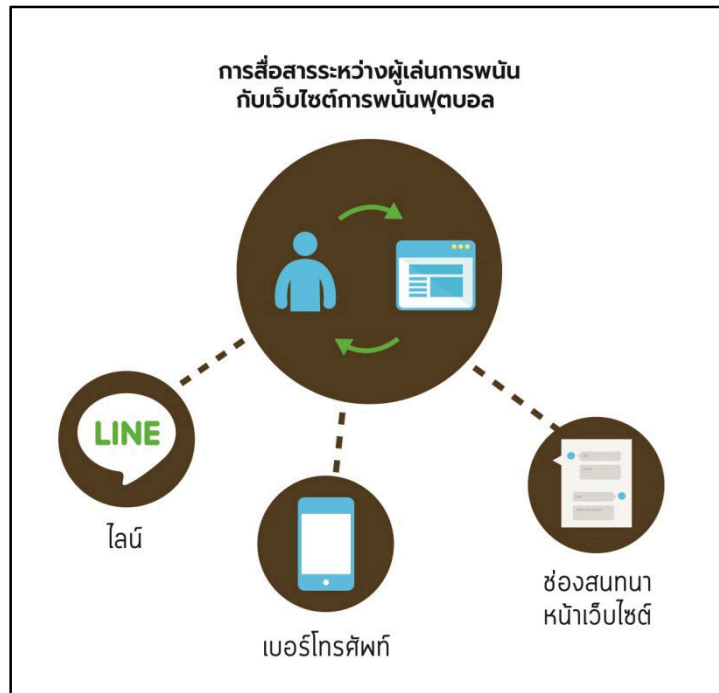 การสื่อสารระหว่างผู้เล่นการพนัน
กับเว็บไซต์การพนันฟุตบอล
LINE
ไลน์
เบอร์โทรศัพท์
ช่องสนทนา
หน้าเว็บไซต์